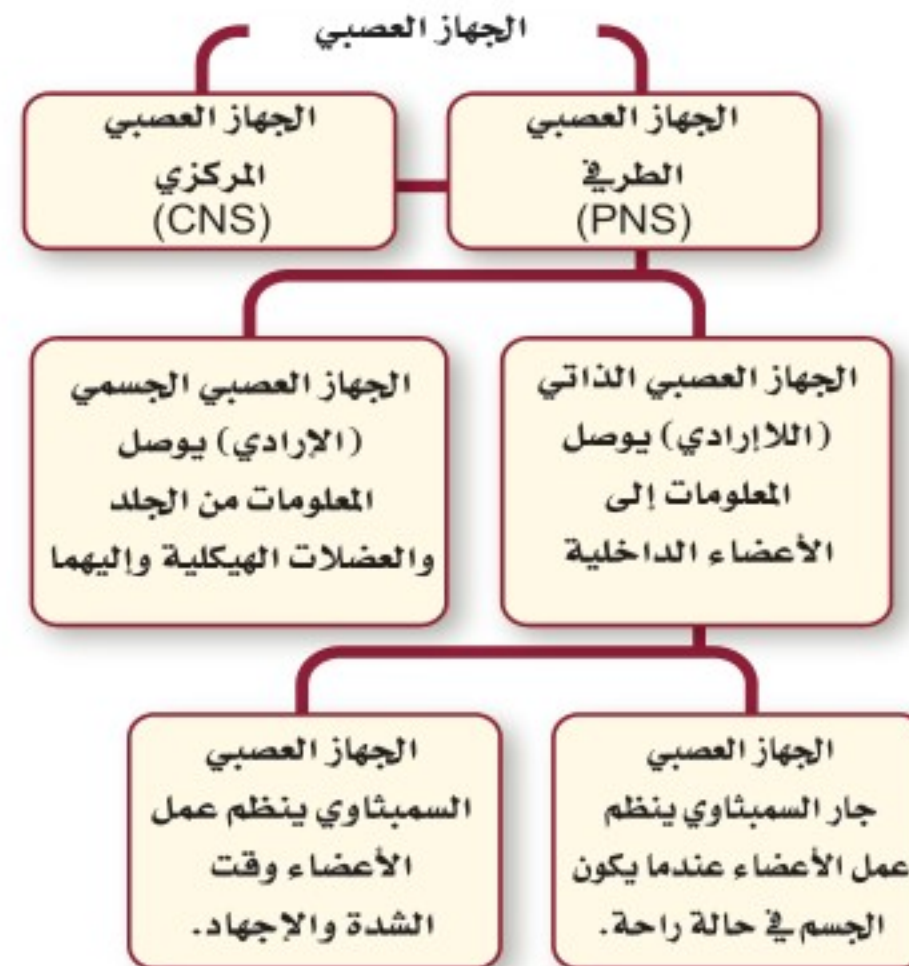 الجهاز العصبي
الجهاز العصبي
الطرفي
(PNS)
الجهاز العصبي
المركزي
(CNS)
الجهاز العصبي الذاتي
(اللاإرادي) يوصل
المعلومات إلى
الأعضاء الداخلية
الجهاز العصبي الجسمي
(الإرادي) يوصل
المعلومات من الجلد
والعضلات الهيكلية وإليهما
الجهاز العصبي
جار السمبثاوي ينظم
عمل الأعضاء عندما يكون
الجسم في حالة راحة.
الجهاز العصبي
السمبثاوي ينظم عمل
الأعضاء وقت
الشدة والإجهاد.